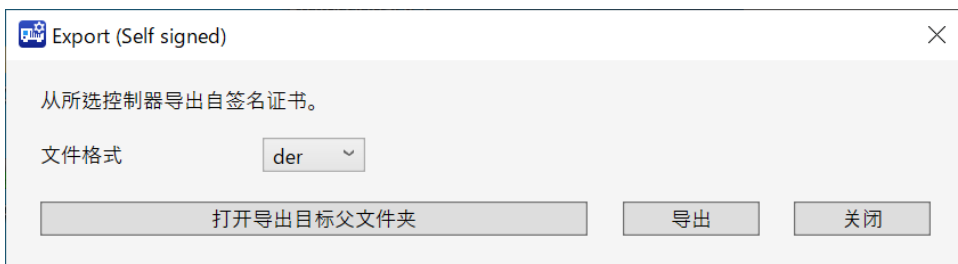 Export (Self signed)
从所选控制器导出自签名证书。
文件格式 der
打开导出目标父文件夹 导出 关闭